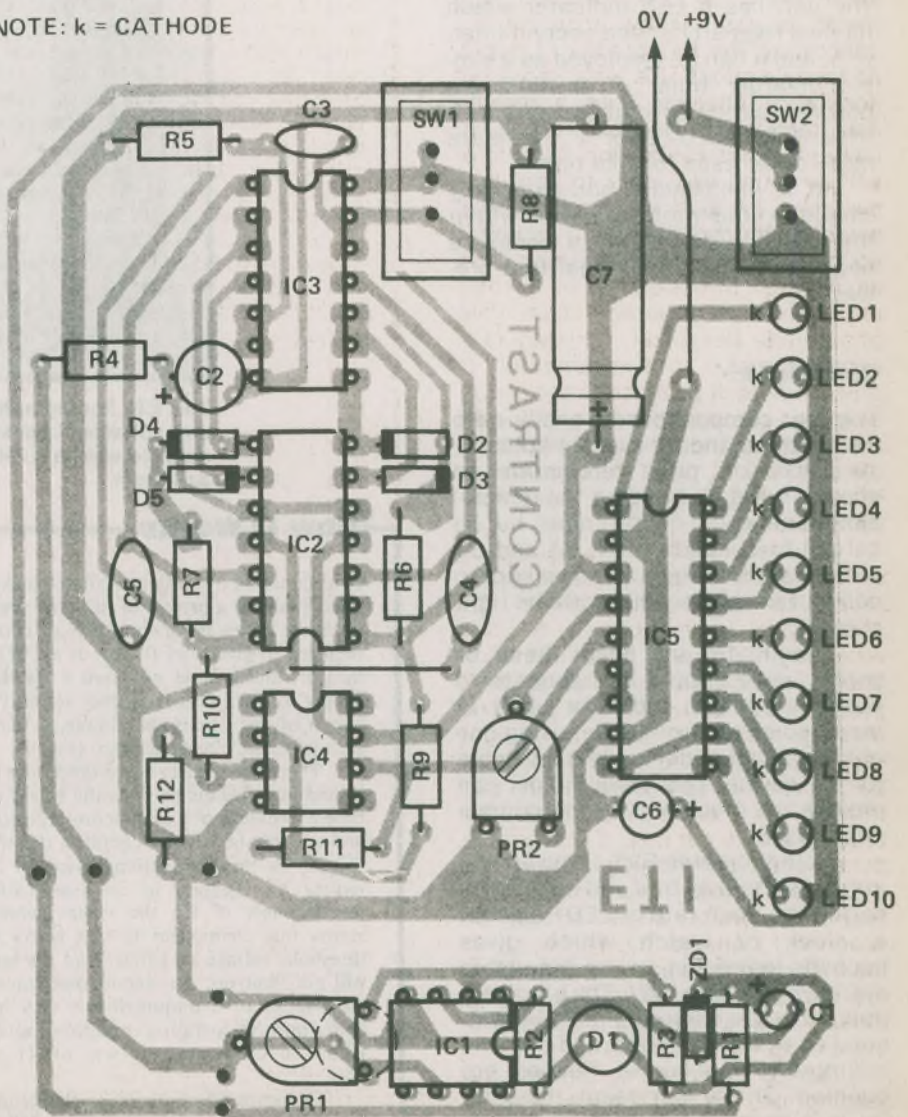 NOTE: k = CATHODE
0V +9V
C3
SW1
SW2
R5
R8
IC3
C7
k LED1
R4
C2
+
k LED2
D4
D2
+
k LED3
D5
D3
CONTRAST
k LED4
IC2
C5
R7
R6
C4
k LED5
IC5
k LED6
R10
IC4
R9
k LED7
R12
k LED8
C6 +
R11
PR2
k LED9
E11
k LED10
ZD1
+
C1
IC1
R2
D1
R3
+
R1
PR1